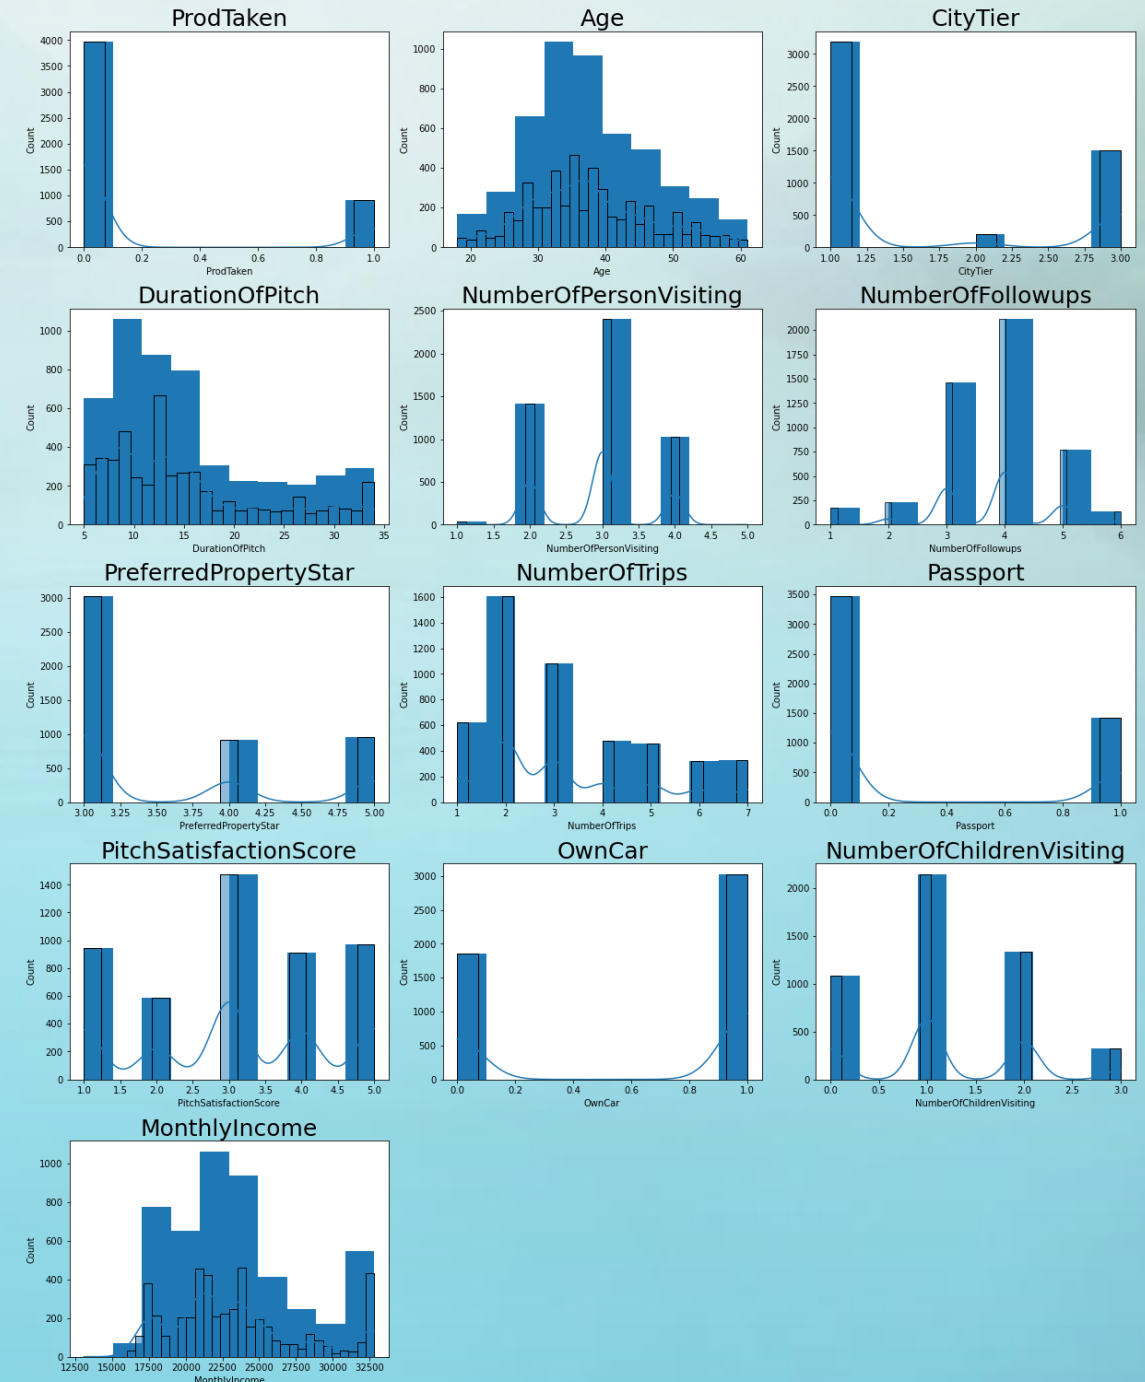 ProdTaken Age CityTier
4000 3500 3000 2500 2000 1500 1000 500 0
Count
0.0 0.2 0.4 0.6 0.8 1.0
ProdTaken
1000 800 600 400 200 0
Count
20 30 40 50 60
Age
3000 2500 2000 1500 1000 500 0
Count
1.00 1.25 1.50 1.75 2.00 2.25 2.50 2.75 3.00
CityTier
DurationOfPitch NumberOfPersonVisiting NumberOfFollowups
1000 800 600 400 200 0
Count
5 10 15 20 25 30 35
DurationOfPitch
2500 2000 1500 1000 500 0
Count
1.0 1.5 2.0 2.5 3.0 3.5 4.0 4.5 5.0
NumberOfPersonVisiting
2000 1750 1500 1250 1000 750 500 250 0
Count
1 2 3 4 5 6
NumberOfFollowups
PreferredPropertyStar NumberOfTrips Passport
3000 2500 2000 1500 1000 500 0
Count
3.00 3.25 3.50 3.75 4.00 4.25 4.50 4.75 5.00
PreferredPropertyStar
1600 1400 1200 1000 800 600 400 200 0
Count
1 2 3 4 5 6 7
NumberOfTrips
3500 3000 2500 2000 1500 1000 500 0
Count
0.0 0.2 0.4 0.6 0.8 1.0
Passport
PitchSatisfactionScore OwnCar NumberOfChildrenVisiting
1400 1200 1000 800 600 400 200 0
Count
1.0 1.5 2.0 2.5 3.0 3.5 4.0 4.5 5.0
PitchSatisfactionScore
3000 2500 2000 1500 1000 500 0
Count
0.0 0.2 0.4 0.6 0.8 1.0
OwnCar
2000 1500 1000 500 0
Count
0.0 0.5 1.0 1.5 2.0 2.5 3.0
NumberOfChildrenVisiting
MonthlyIncome
1000 800 600 400 200 0
Count
12500 15000 17500 20000 22500 25000 27500 30000 32500
MonthlyIncome